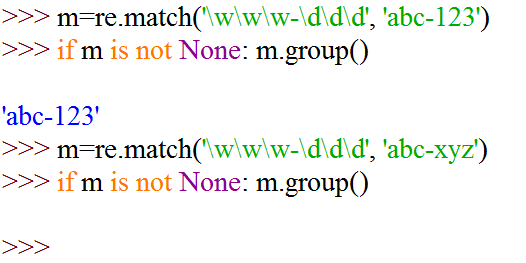 >>> m=re.match('\w\w\w-\d\d\d', 'abc-123')
>>> if m is not None: m.group()
'abc-123'
>>> m=re.match('\w\w\w-\d\d\d', 'abc-xyz')
>>> if m is not None: m.group()
>>>